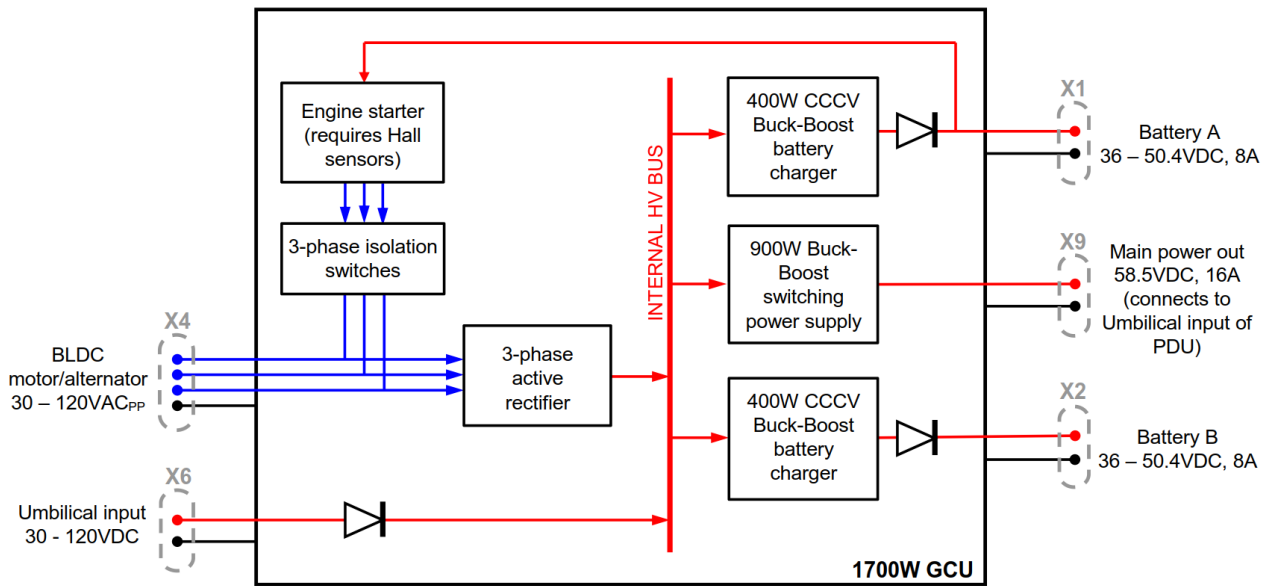 Engine starter
(requires Hall
sensors)
3-phase isolation
switches
X4
BLDC
motor/alternator
30 – 120VACPP
3-phase
active
rectifier
X6
Umbilical input
30 - 120VDC
INTERNAL HV BUS
400W CCCV
Buck-Boost
battery
charger
X1
Battery A
36 – 50.4VDC, 8A
900W Buck-
Boost
switching
power supply
X9
Main power out
58.5VDC, 16A
(connects to
Umbilical input of
PDU)
400W CCCV
Buck-Boost
battery
charger
X2
Battery B
36 – 50.4VDC, 8A
1700W GCU